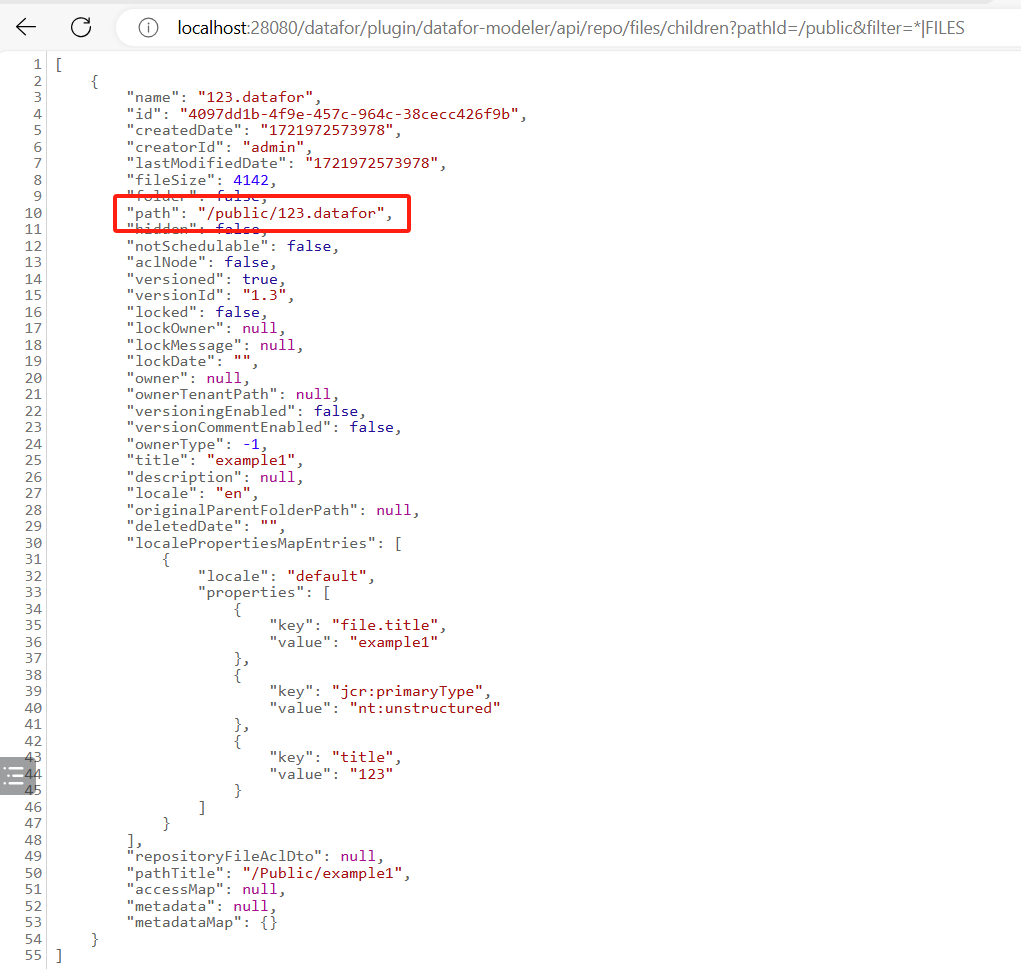 localhost:28080/datafor/plugin/datafor-modeler/api/repo/files/children?pathId=/public&filter=*|FILES
1 [
2 {
3 "name": "123.datafor",
4 "id": "4097dd1b-4f9e-457c-964c-38cecc426f9b",
5 "createdDate": "1721972573978",
6 "creatorId": "admin",
7 "lastModifiedDate": "1721972573978",
8 "fileSize": 4142,
9 "folder": false,
10 "path": "/public/123.datafor",
11 "hidden": false,
12 "notSchedulable": false,
13 "aclNode": false,
14 "versioned": true,
15 "versionId": "1.3",
16 "locked": false,
17 "lockOwner": null,
18 "lockMessage": null,
19 "lockDate": "",
20 "owner": null,
21 "ownerTenantPath": null,
22 "versioningEnabled": false,
23 "versionCommentEnabled": false,
24 "ownerType": -1,
25 "title": "example1",
26 "description": null,
27 "locale": "en",
28 "originalParentFolderPath": null,
29 "deletedDate": "",
30 "localePropertiesMapEntries": [
31 {
32 "locale": "default",
33 "properties": [
34 {
35 "key": "file.title",
36 "value": "example1"
37 },
38 {
39 "key": "jcr:primaryType",
40 "value": "nt:unstructured"
41 },
42 {
43 "key": "title",
44 "value": "123"
45 }
46 ]
47 }
48 ],
49 "repositoryFileAclDto": null,
50 "pathTitle": "/Public/example1",
51 "accessMap": null,
52 "metadata": null,
53 "metadataMap": {}
54 }
55 ]